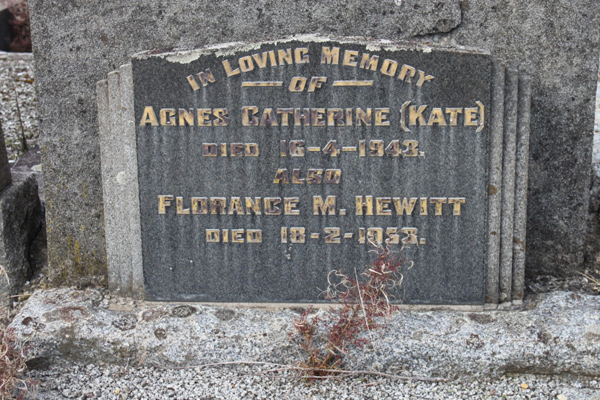 IN LOVING MEMORY
OF
AGNES CATHERINE (KATE)
DIED 16-4-1943.
ALSO
FLORANCE M. HEWITT
DIED 18-2-1953.